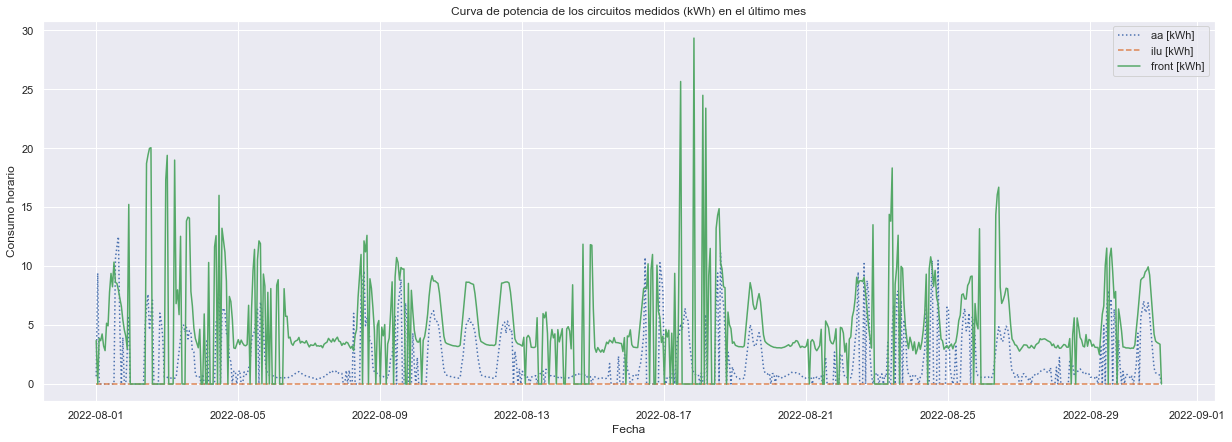 Curva de potencia de los circuitos medidos (kWh) en el último mes
aa [kWh]
ilu [kWh]
front [kWh]
Consumo horario
30
25
20
15
10
5
0
2022-08-01 2022-08-05 2022-08-09 2022-08-13 2022-08-17 2022-08-21 2022-08-25 2022-08-29 2022-09-01
Fecha